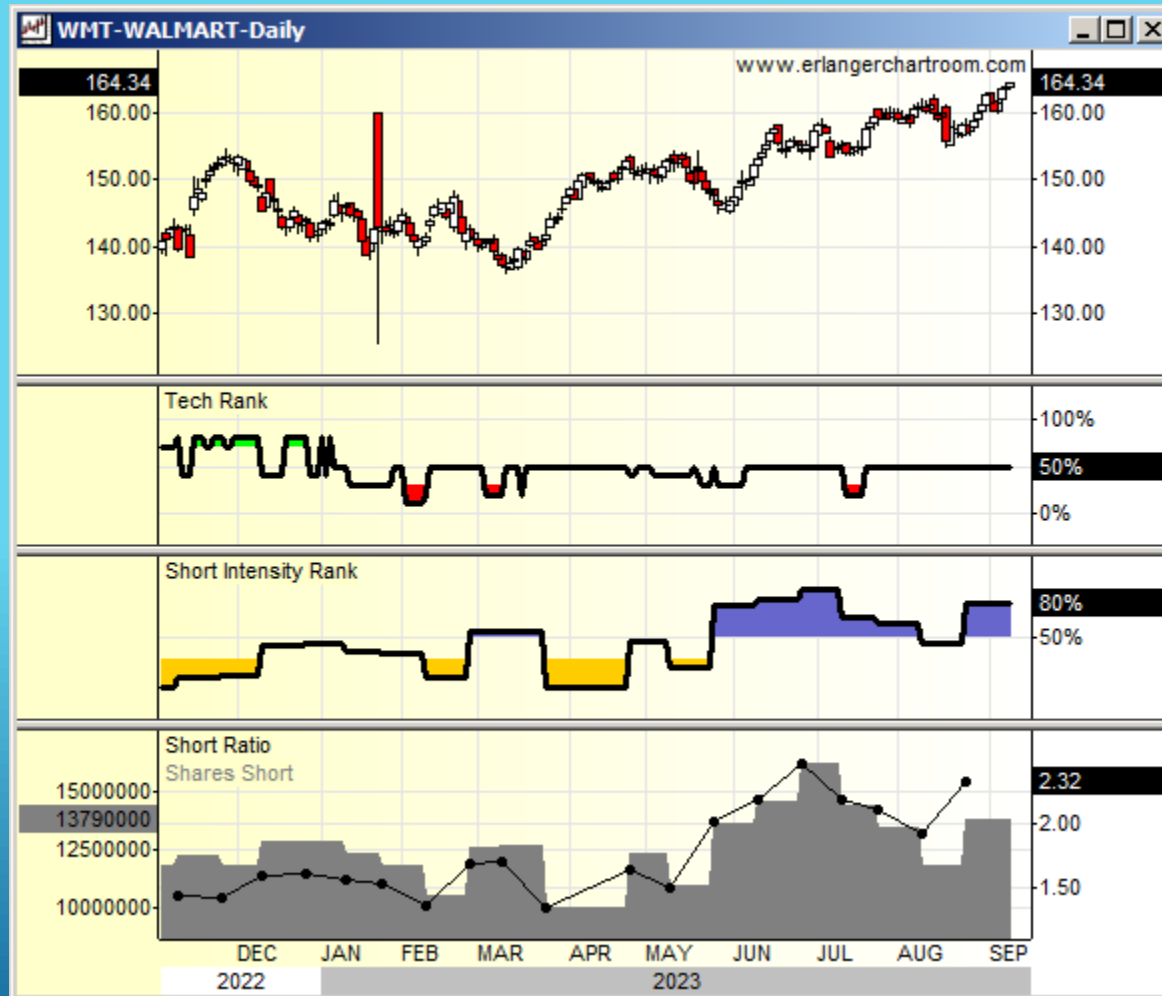 WMT-WALMART-Daily
www.erlangerchartroom.com
164.34 164.34
160.00 160.00
150.00 150.00
140.00 140.00
130.00 130.00
Tech Rank
100%
50%
0%
Short Intensity Rank
80%
50%
Short Ratio
Shares Short
15000000 2.32
13790000 2.00
12500000
10000000 1.50
DEC JAN FEB MAR APR MAY JUN JUL AUG SEP
2022 2023